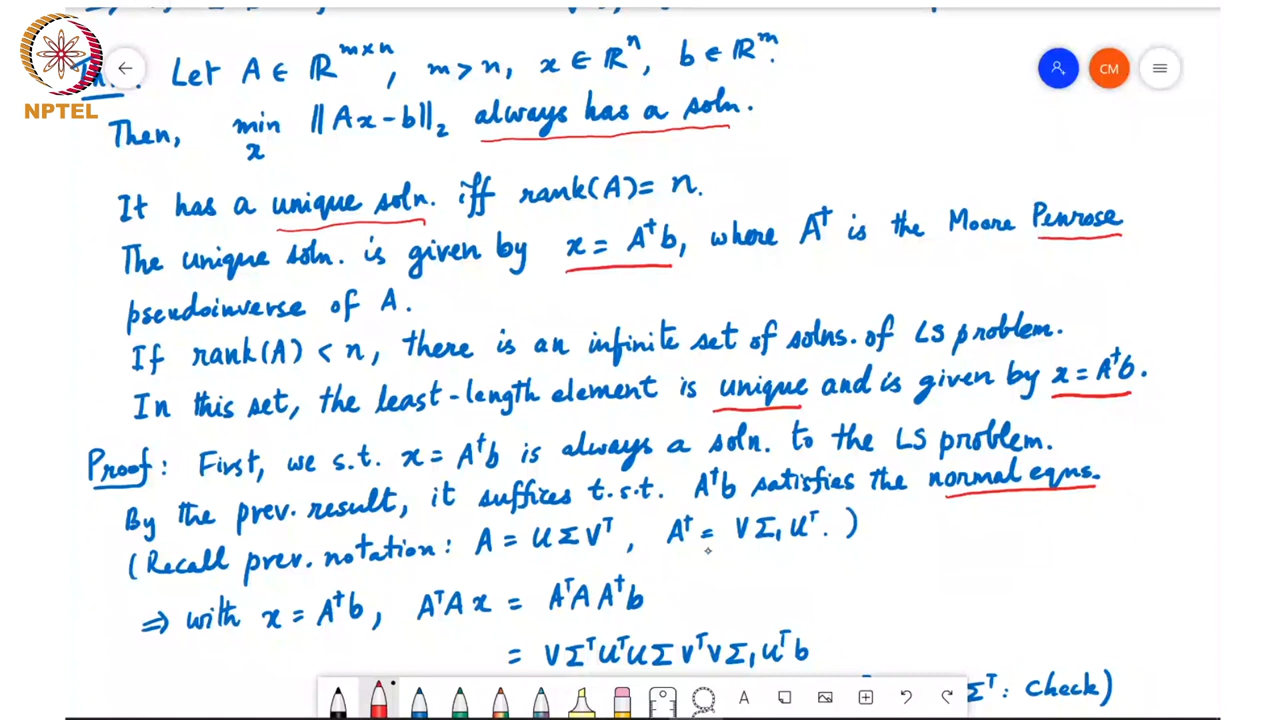 Thm: Let A ∈ ℝ^{m×n}, m > n, x ∈ ℝⁿ, b ∈ ℝᵐ.
Then, min_x ‖Ax − b‖₂ always has a soln.
It has a unique soln. iff rank(A) = n.
The unique soln. is given by x = A†b, where A† is the Moore Penrose
pseudoinverse of A.
If rank(A) < n, there is an infinite set of solns. of LS problem.
In this set, the least-length element is unique and is given by x = A†b.
Proof: First, we s.t. x = A†b is always a soln. to the LS problem.
By the prev. result, it suffices t.s.t. A†b satisfies the normal eqns.
(Recall prev. notation: A = UΣVᵀ, A† = VΣ₁Uᵀ.)
⇒ with x = A†b, AᵀAx = AᵀAA†b
= VΣᵀUᵀUΣVᵀVΣ₁Uᵀb
Σᵀ: check)
NPTEL
CM
A